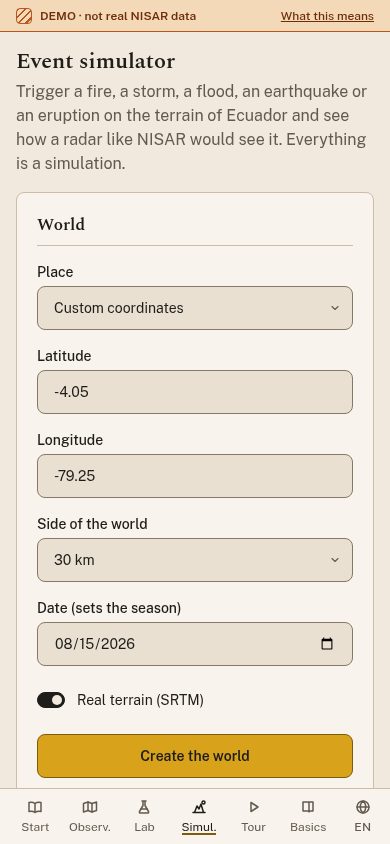 DEMO · not real NISAR data
What this means
Event simulator
Trigger a fire, a storm, a flood, an earthquake or
an eruption on the terrain of Ecuador and see
how a radar like NISAR would see it. Everything
is a simulation.
World
Place
Custom coordinates
Latitude
-4.05
Longitude
-79.25
Side of the world
30 km
Date (sets the season)
08/15/2026
Real terrain (SRTM)
Create the world
Start
Observ.
Lab
Simul.
Tour
Basics
EN